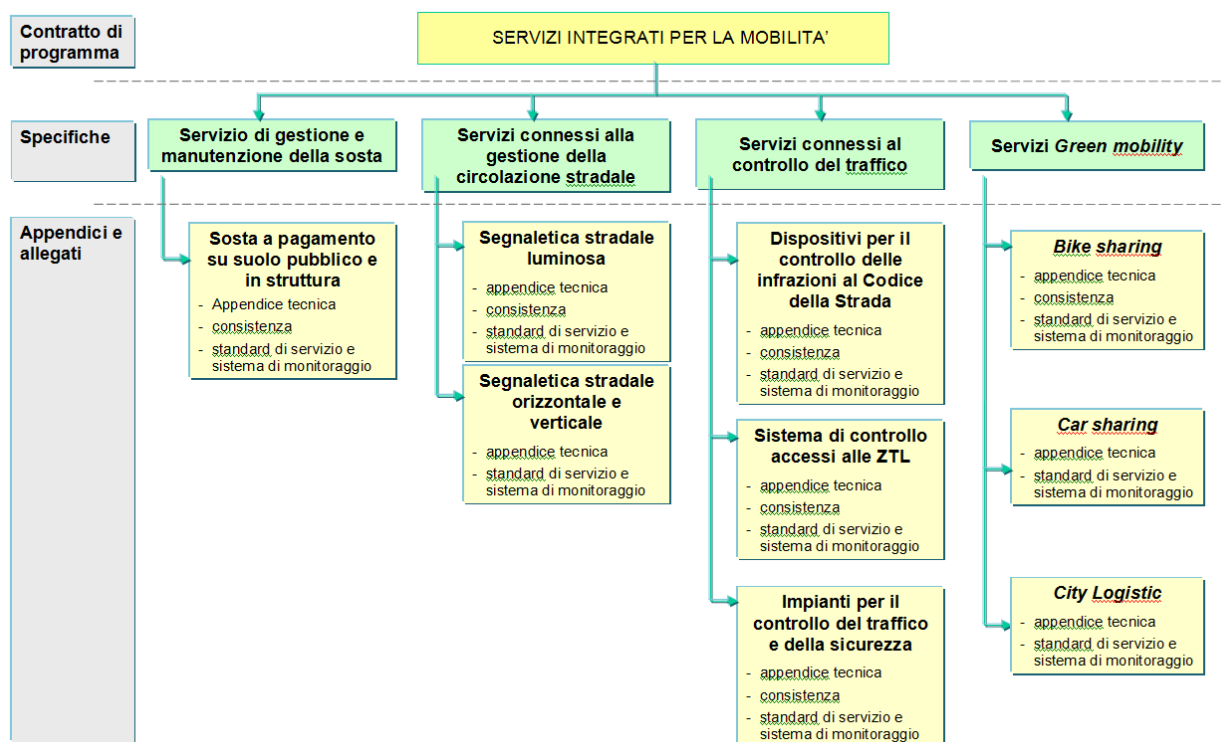 Contratto di
programma
SERVIZI INTEGRATI PER LA MOBILITA'
Specifiche
Servizio di gestione e
manutenzione della sosta
Servizi connessi alla
gestione della
circolazione stradale
Servizi connessi al
controllo del traffico
Servizi Green mobility
Appendici e
allegati
Sosta a pagamento
su suolo pubblico e
in struttura
- Appendice tecnica
- consistenza
- standard di servizio e
sistema di monitoraggio
Segnaletica stradale
luminosa
- appendice tecnica
- consistenza
- standard di servizio e
sistema di monitoraggio
Segnaletica stradale
orizzontale e
verticale
- appendice tecnica
- standard di servizio e
sistema di monitoraggio
Dispositivi per il
controllo delle
infrazioni al Codice
della Strada
- appendice tecnica
- consistenza
- standard di servizio e
sistema di monitoraggio
Sistema di controllo
accessi alle ZTL
- appendice tecnica
- consistenza
- standard di servizio e
sistema di monitoraggio
Impianti per il
controllo del traffico
e della sicurezza
- appendice tecnica
- consistenza
- standard di servizio e
sistema di monitoraggio
Bike sharing
- appendice tecnica
- consistenza
- standard di servizio e
sistema di monitoraggio
Car sharing
- appendice tecnica
- standard di servizio e
sistema di monitoraggio
City Logistic
- appendice tecnica
- standard di servizio e
sistema di monitoraggio